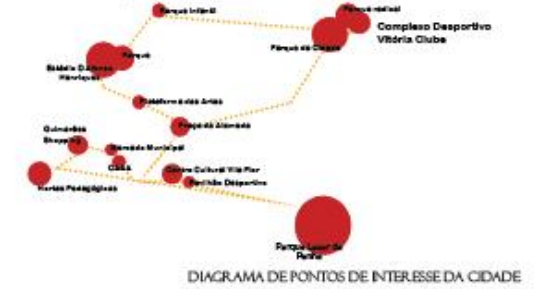 Parque Infantil
Parque radical
Complexo Desportivo
Vitória Clube
Parque da Cidade
Parque
Estádio D.Afonso
Henriques
Plataforma das Artes
Praça da Alameda
Guimarães
Shopping
Mercado Municipal
Centro Cultural Vila Flor
Pavilhão Desportivo
Hortas Pedagógicas
Parque Lazer da
Penha
DIAGRAMA DE PONTOS DE INTERESSE DA CIDADE